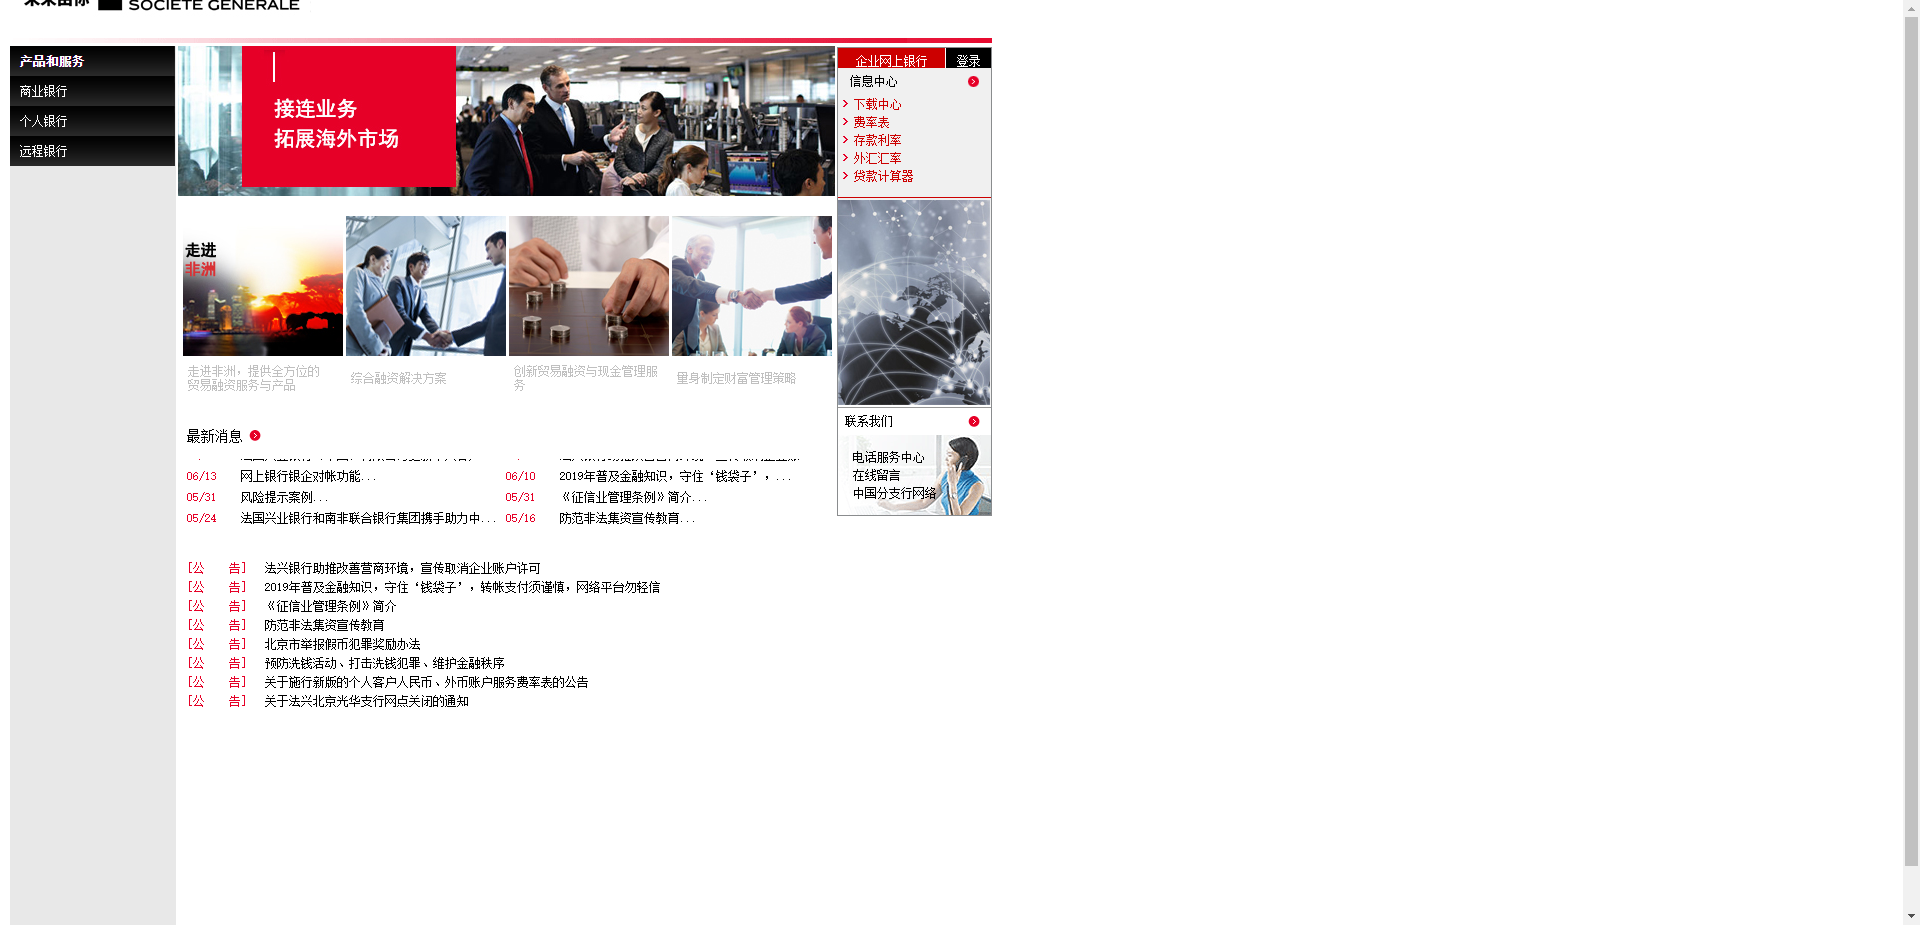 SOCIETE GENERALE
产品和服务
商业银行
个人银行
远程银行
接连业务
拓展海外市场
企业网上银行 登录
信息中心
下载中心
费率表
存款利率
外汇汇率
贷款计算器
走进
非洲
走进非洲，提供全方位的
贸易融资服务与产品
综合融资解决方案
创新贸易融资与现金管理服
务
量身制定财富管理策略
联系我们
电话服务中心
在线留言
中国分支行网络
最新消息
06/13 网上银行银企对帐功能... 06/10 2019年普及金融知识，守住‘钱袋子’，...
05/31 风险提示案例... 05/31 《征信业管理条例》简介...
05/24 法国兴业银行和南非联合银行集团携手助力中... 05/16 防范非法集资宣传教育...
[公 告] 法兴银行助推改善营商环境，宣传取消企业账户许可
[公 告] 2019年普及金融知识，守住‘钱袋子’，转帐支付须谨慎，网络平台勿轻信
[公 告] 《征信业管理条例》简介
[公 告] 防范非法集资宣传教育
[公 告] 北京市举报假币犯罪奖励办法
[公 告] 预防洗钱活动、打击洗钱犯罪、维护金融秩序
[公 告] 关于施行新版的个人客户人民币、外币账户服务费率表的公告
[公 告] 关于法兴北京光华支行网点关闭的通知